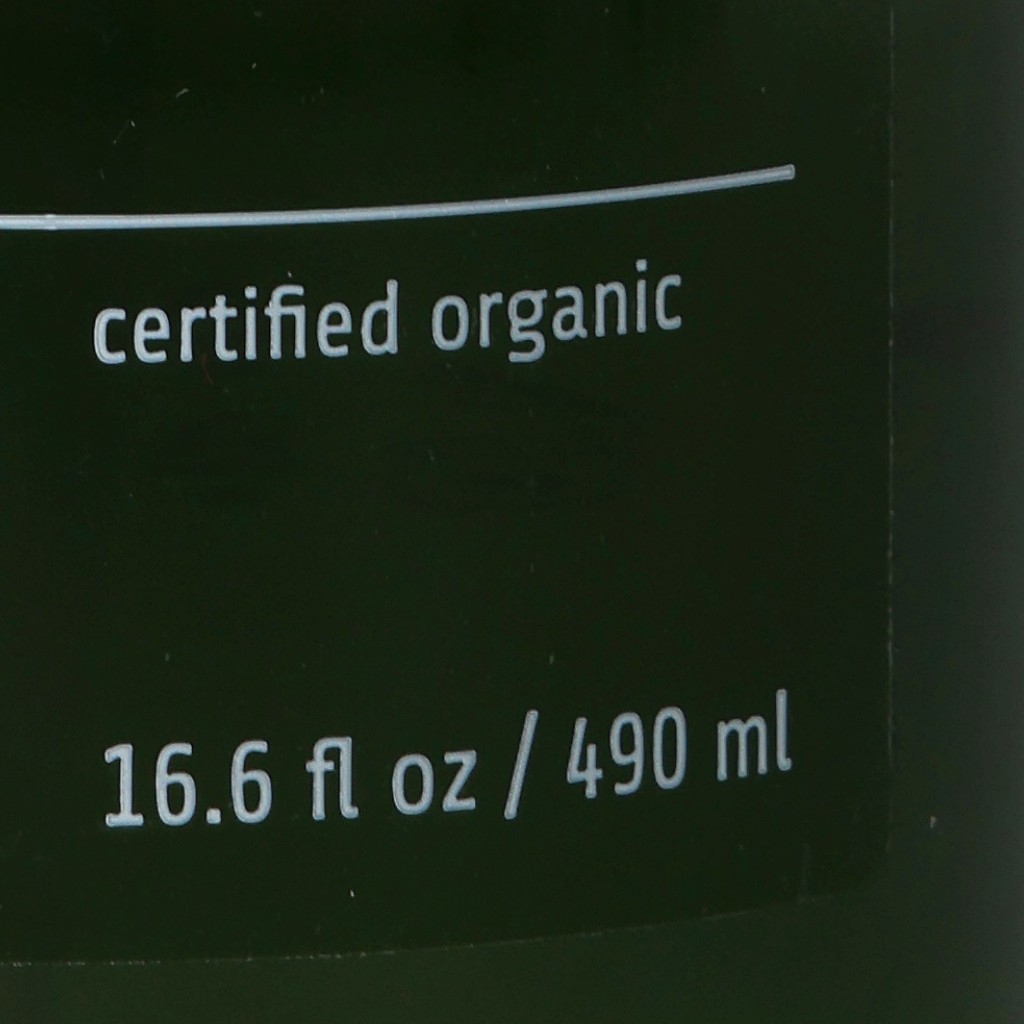 certified organic
16.6 fl oz / 490 ml